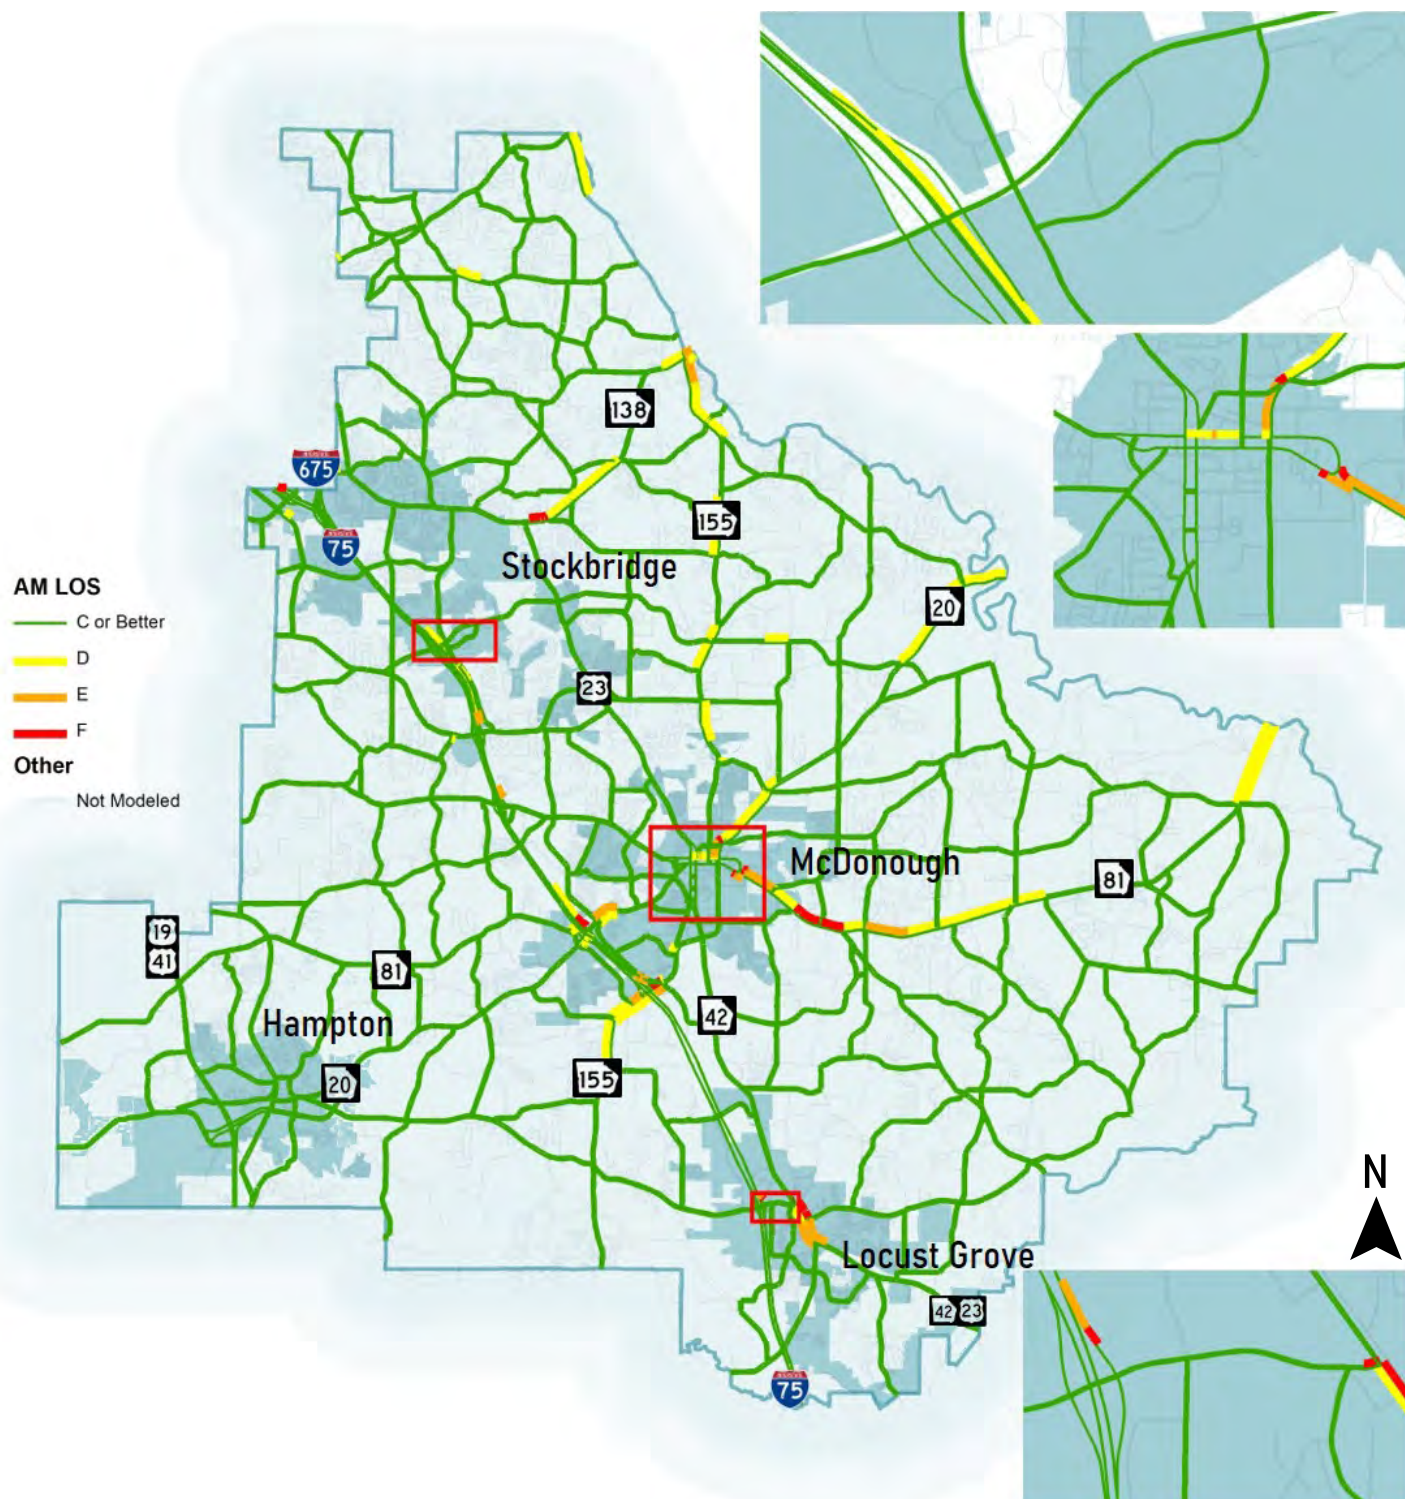 138
675
155
75
Stockbridge
AM LOS
C or Better
D
E
F
Other
Not Modeled
20
23
McDonough
81
19
41
81
Hampton
42
20
155
N
Locust Grove
42 23
75